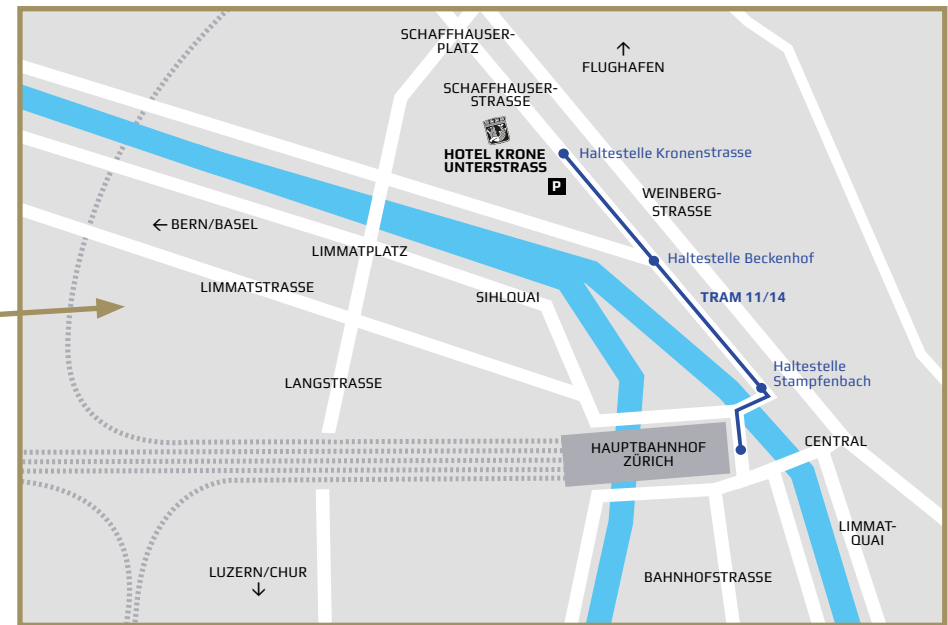 SCHAFFHAUSER-
PLATZ
FLUGHAFEN
SCHAFFHAUSER-
STRASSE
HOTEL KRONE
UNTERSTRASS
Haltestelle Kronenstrasse
P
WEINBERG-
STRASSE
BERN/BASEL
LIMMATPLATZ
Haltestelle Beckenhof
LIMMATSTRASSE
SIHLQUAI
TRAM 11/14
Haltestelle
Stampfenbach
LANGSTRASSE
HAUPTBAHNHOF
ZÜRICH
CENTRAL
LIMMAT-
QUAI
LUZERN/CHUR
BAHNHOFSTRASSE